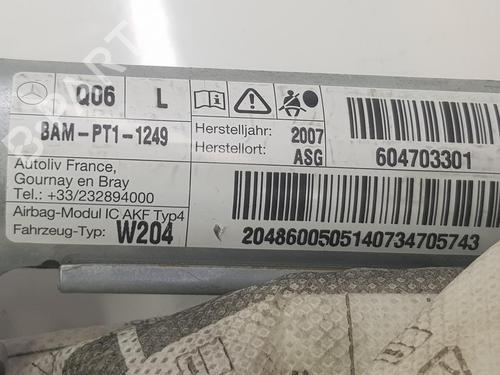 Q06 L
BAM-PT1-1249
Autoliv France,
Gournay en Bray
Tel.: +33/232894000
Airbag-Modul IC AKF Typ4
Fahrzeug-Typ: W204
Herstelljahr: 2007
Herstellort: ASG
604703301
2048600505140734705743